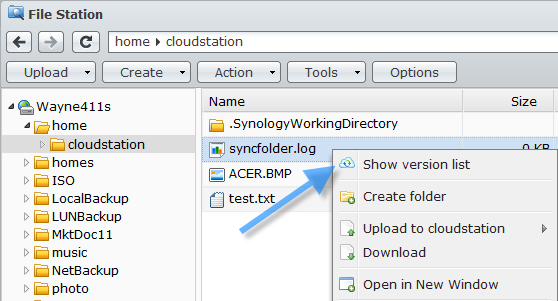 File Station
home ▸ cloudstation
Upload Create Action Tools Options
Wayne411s
home
cloudstation
homes
ISO
LocalBackup
LUNBackup
MktDoc11
music
NetBackup
photo
Name Size
.SynologyWorkingDirectory
syncfolder.log 0 KB
ACER.BMP
test.txt
Show version list
Create folder
Upload to cloudstation
Download
Open in New Window